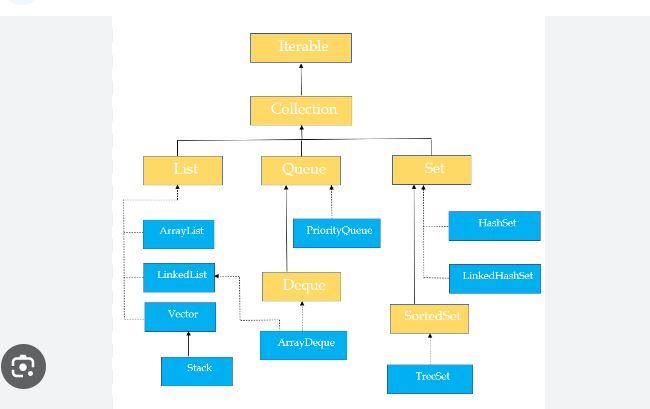 Iterable
Collection
List
Queue
Set
ArrayList
PriorityQueue
HashSet
LinkedList
LinkedHashSet
Deque
Vector
SortedSet
ArrayDeque
Stack
TreeSet